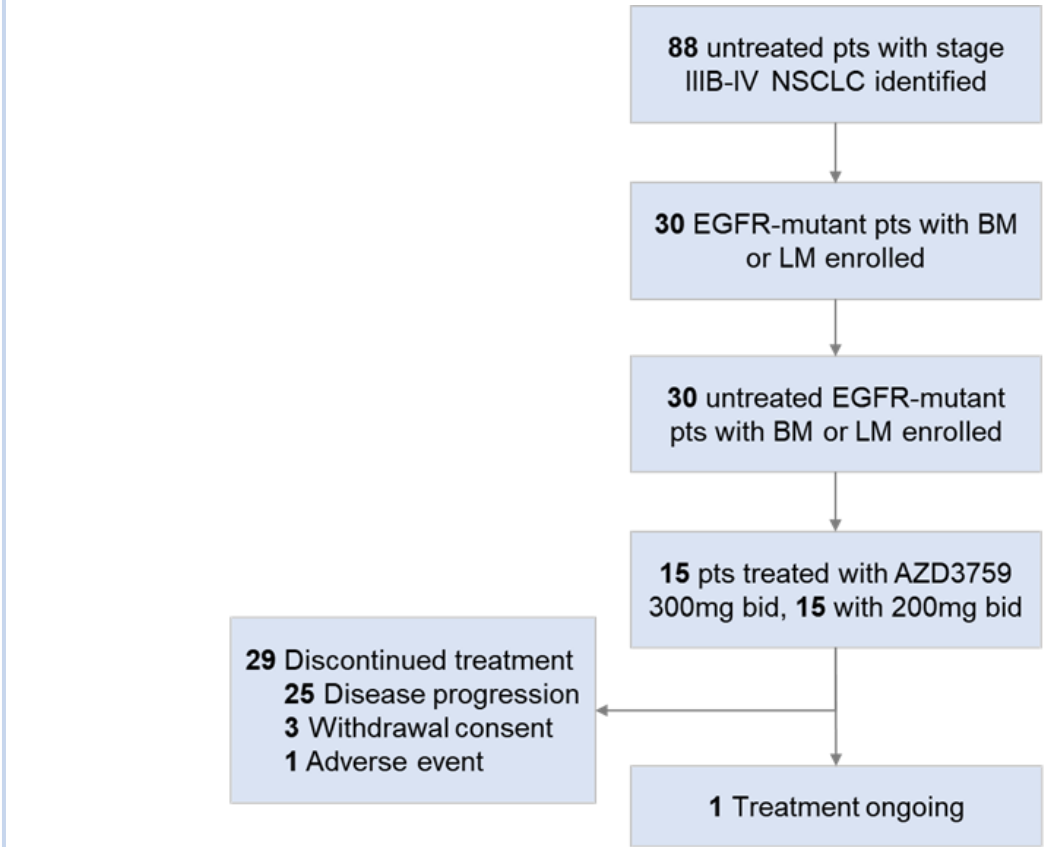 88 untreated pts with stage
IIIB-IV NSCLC identified
30 EGFR-mutant pts with BM
or LM enrolled
30 untreated EGFR-mutant
pts with BM or LM enrolled
15 pts treated with AZD3759
300mg bid, 15 with 200mg bid
29 Discontinued treatment
25 Disease progression
3 Withdrawal consent
1 Adverse event
1 Treatment ongoing